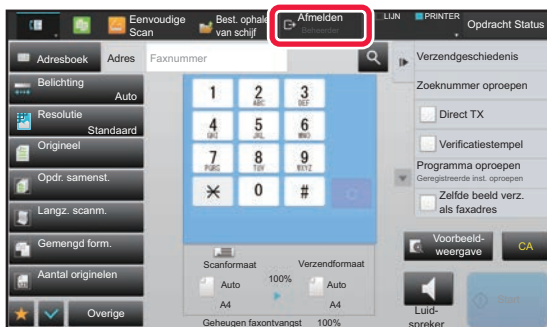 Eenvoudige
Scan
Best. ophale
van schijf
Afmelden
Beheerder
LIJN
PRINTER
Opdracht Status
Adresboek
Adres
Faxnummer
Verzendgeschiedenis
Belichting
Auto
Zoeknummer oproepen
Resolutie
Standaard
Direct TX
Origineel
Verificatiestempel
Opdr. samenst.
Programma oproepen
Geregistreerde inst. oproepen
Langz. scanm.
Zelfde beeld verz.
als faxadres
Gemengd form.
Aantal originelen
Overige
1
2
ABC
3
DEF
4
GHI
5
JKL
6
MNO
7
PQRS
8
TUV
9
WXYZ
0
#
C
Scanformaat
Verzendformaat
100%
Auto
Auto
A4
A4
Geheugen faxontvangst 100%
Voorbeeld-
weergave
CA
Luid-
spreker
Start